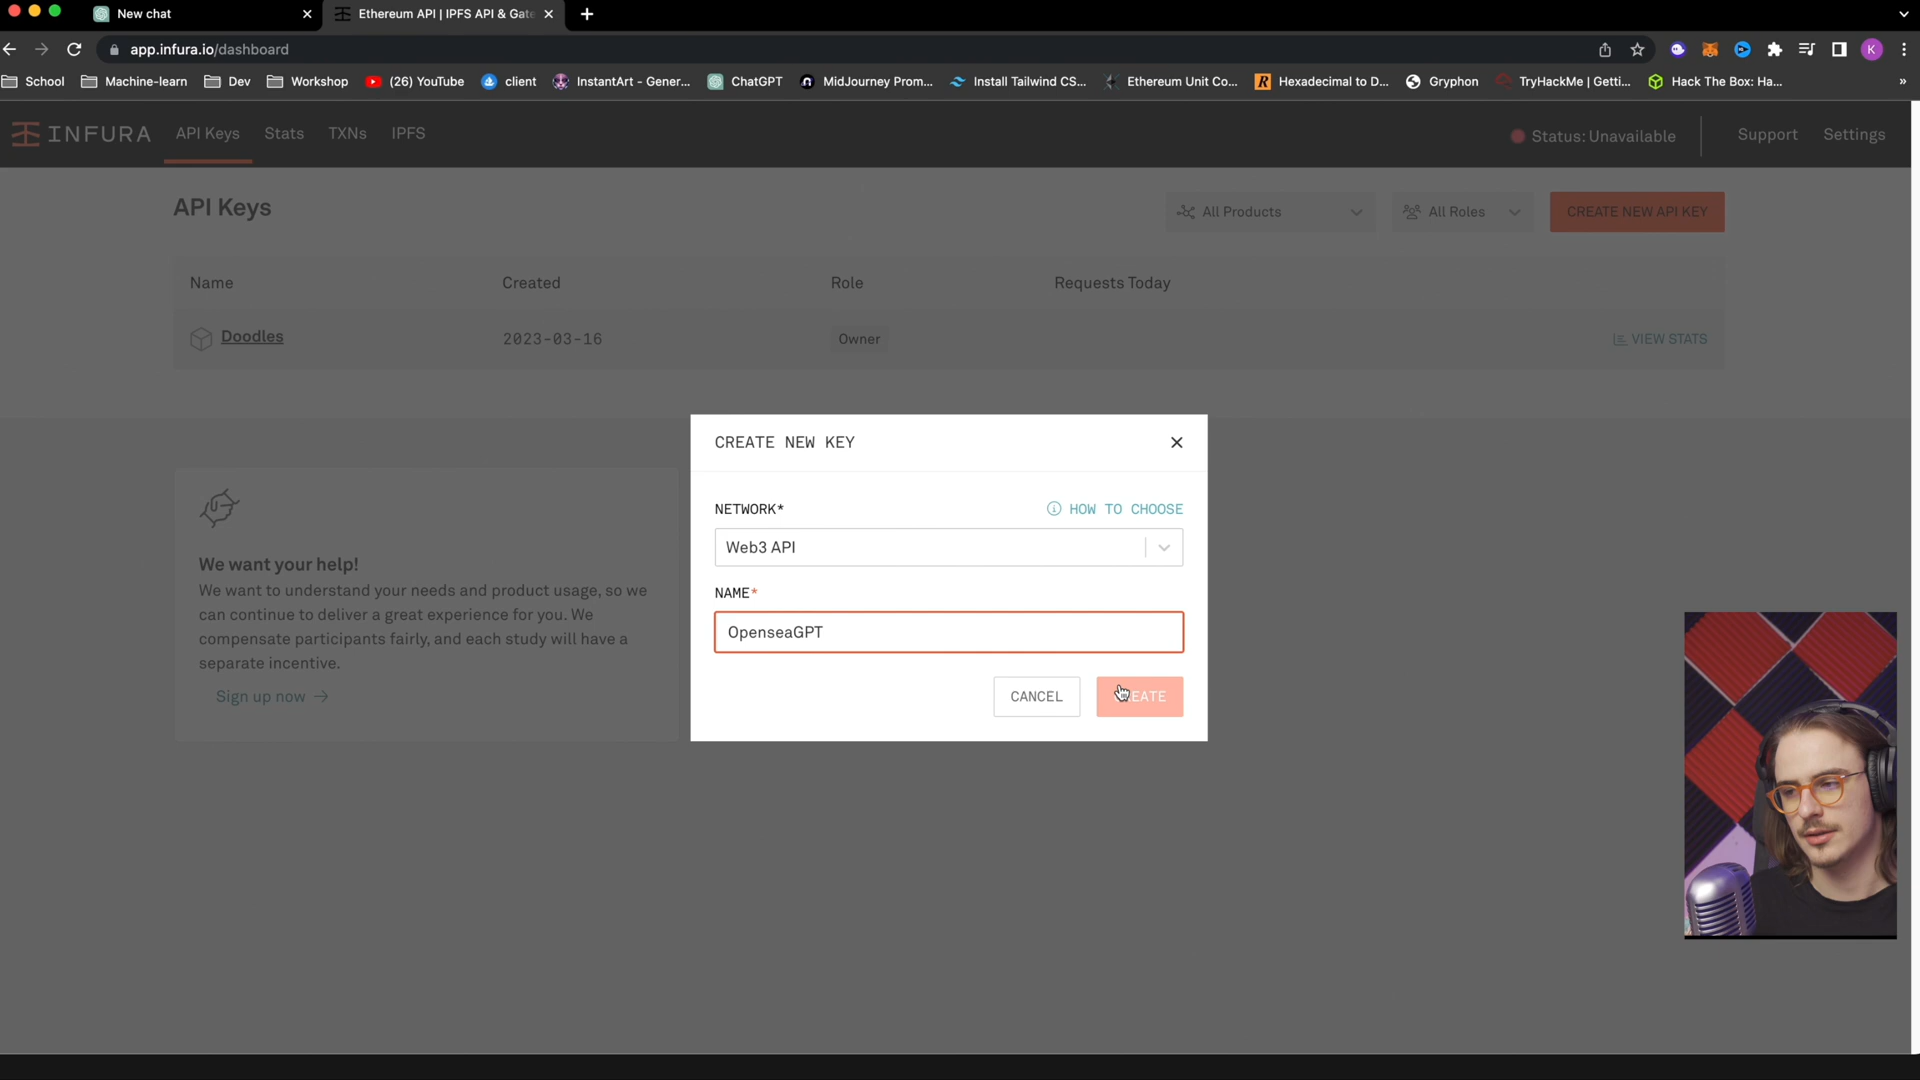 New chat
Ethereum API | IPFS API & Gate
app.infura.io/dashboard
K
School
Machine-learn
Dev
Workshop
(26) YouTube
client
InstantArt - Gener...
ChatGPT
MidJourney Prom...
Install Tailwind CS...
Ethereum Unit Co...
Hexadecimal to D...
Gryphon
TryHackMe | Getti...
Hack The Box: Ha...
»
INFURA
API Keys
Stats
TXNs
IPFS
Status: Unavailable
Support
Settings
API Keys
All Products
All Roles
CREATE NEW API KEY
Name
Created
Role
Requests Today
Doodles
2023-03-16
Owner
VIEW STATS
CREATE NEW KEY
NETWORK*
HOW TO CHOOSE
Web3 API
NAME*
OpenseaGPT
CANCEL
We want your help!
We want to understand your needs and product usage, so we
can continue to deliver a great experience for you. We
compensate participants fairly, and each study will have a
separate incentive.
Sign up now →